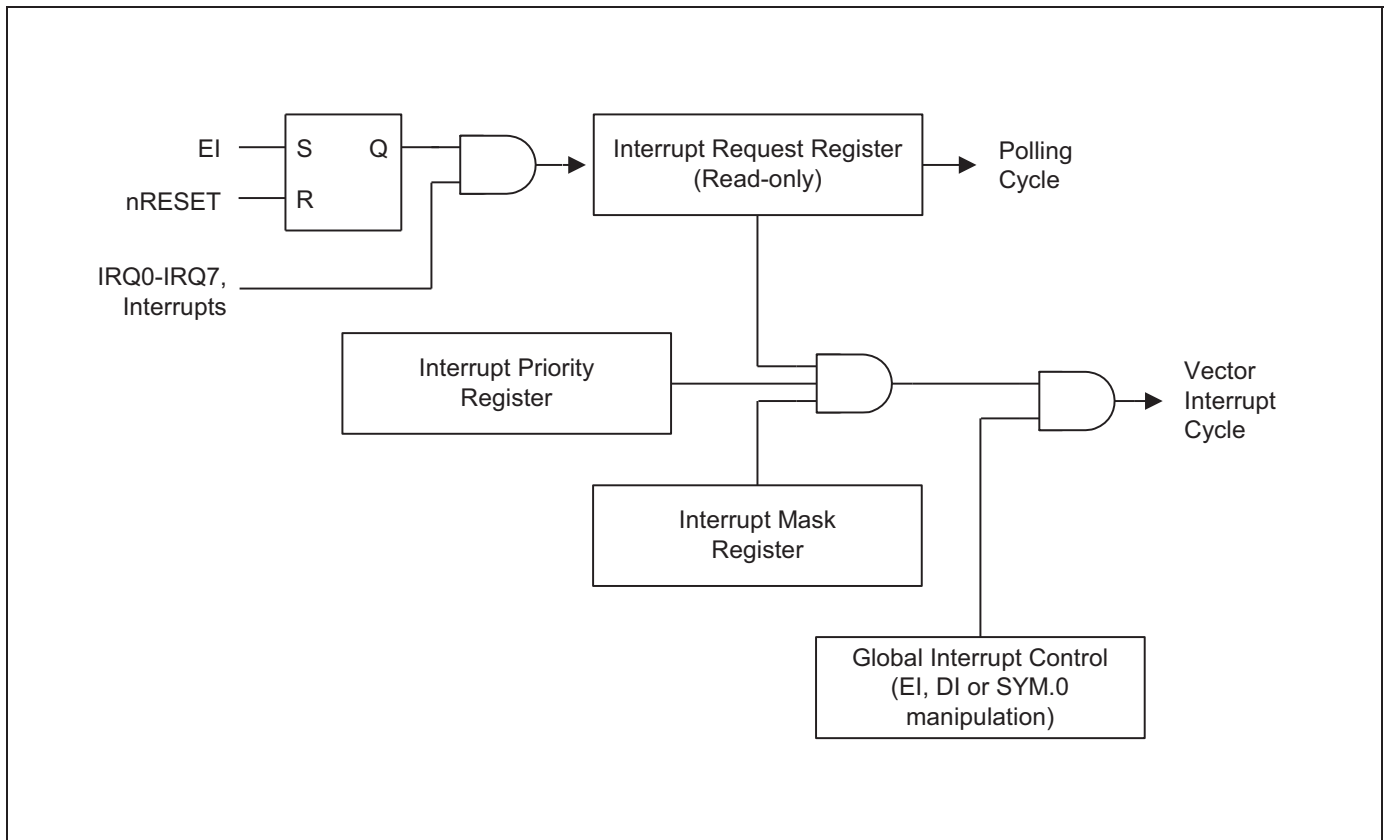 EI
S
Q
nRESET
R
IRQ0-IRQ7,
Interrupts
Interrupt Request Register
(Read-only)
Polling
Cycle
Interrupt Priority
Register
Vector
Interrupt
Cycle
Interrupt Mask
Register
Global Interrupt Control
(EI, DI or SYM.0
manipulation)